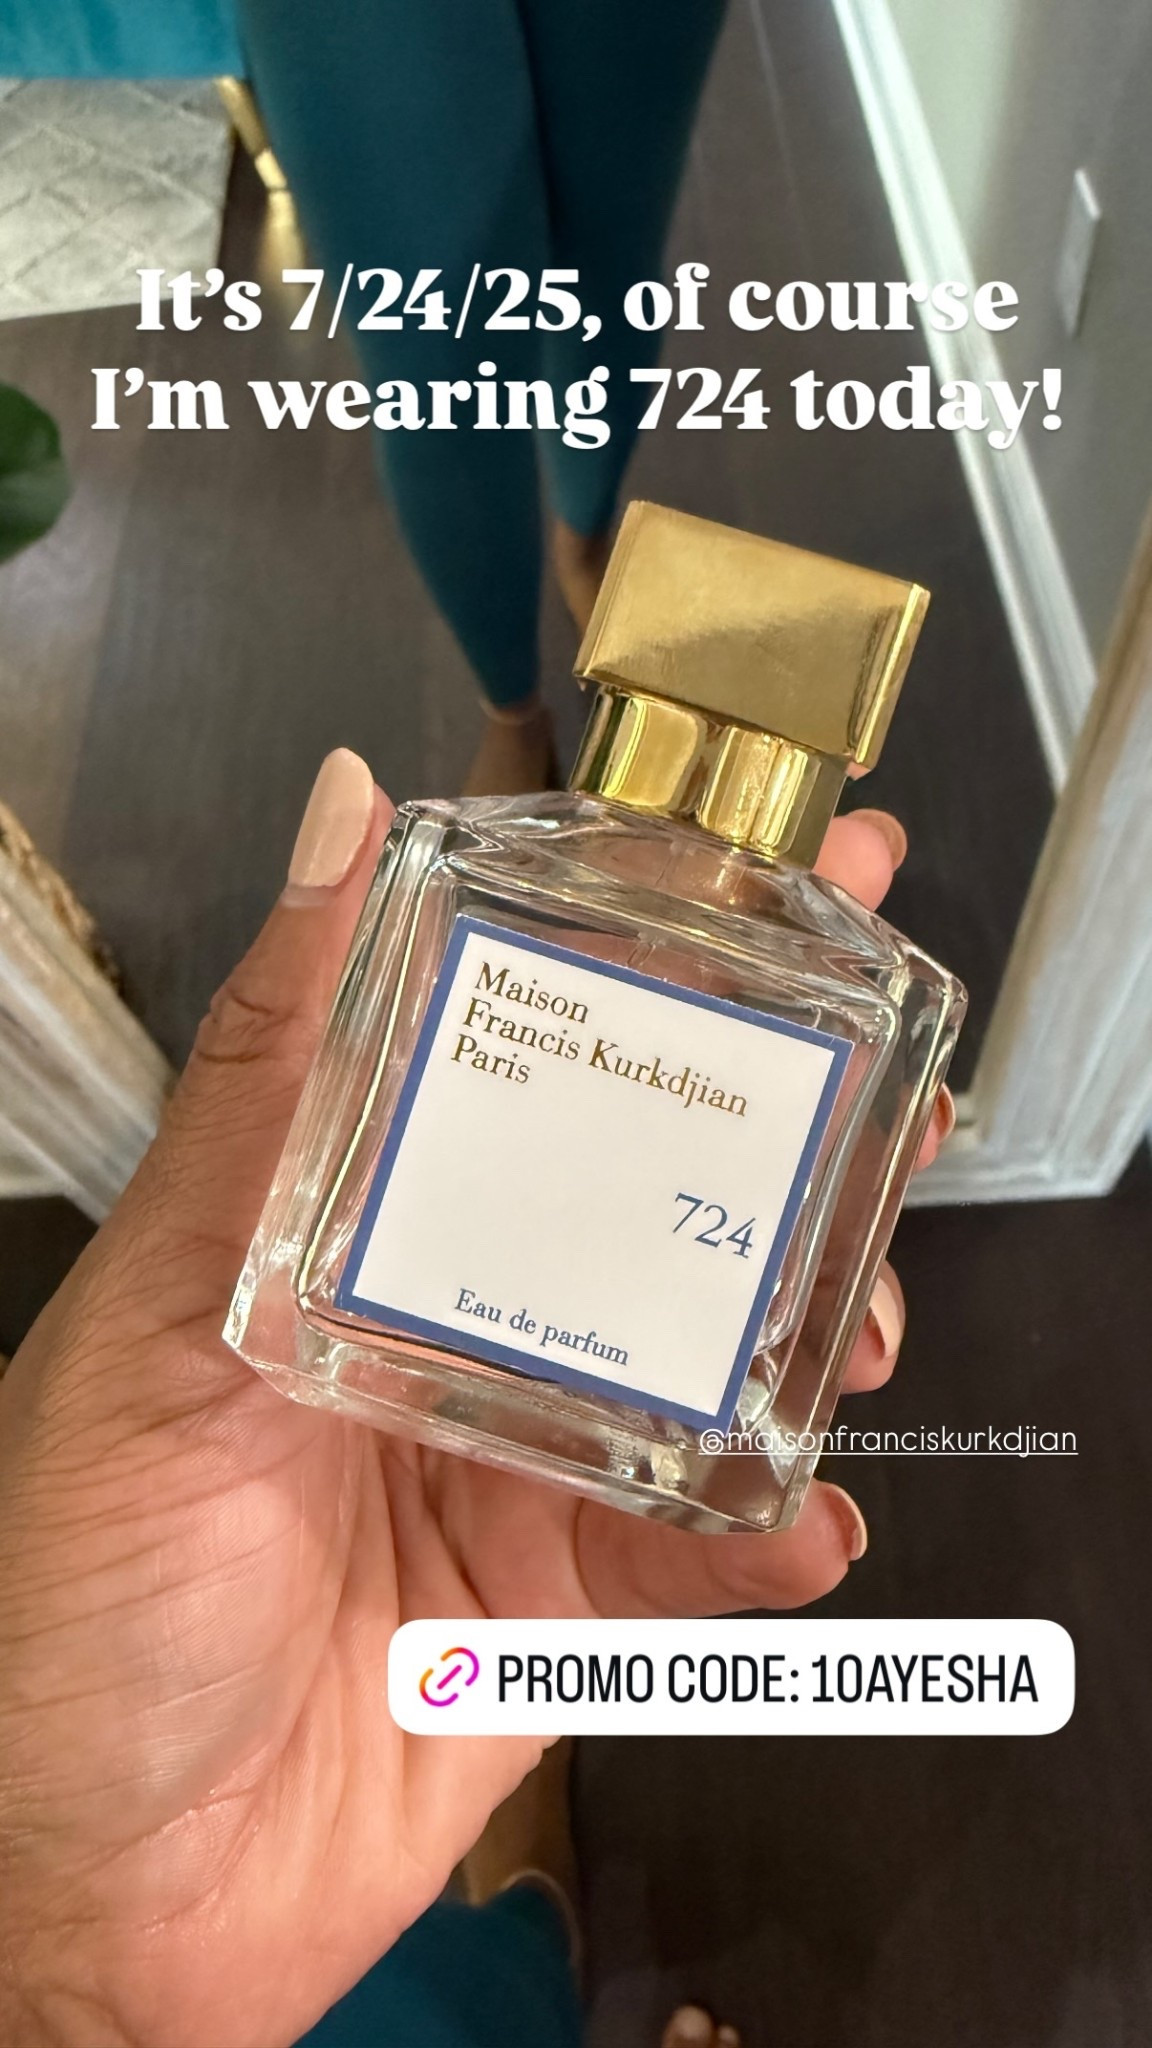 It's 7/24/25, of course
I'm wearing 724 today!
Maison
Francis Kurkdjian
Paris
724
Eau de parfum
@maisonfranciskurkdjian
PROMO CODE: 10AYESHA